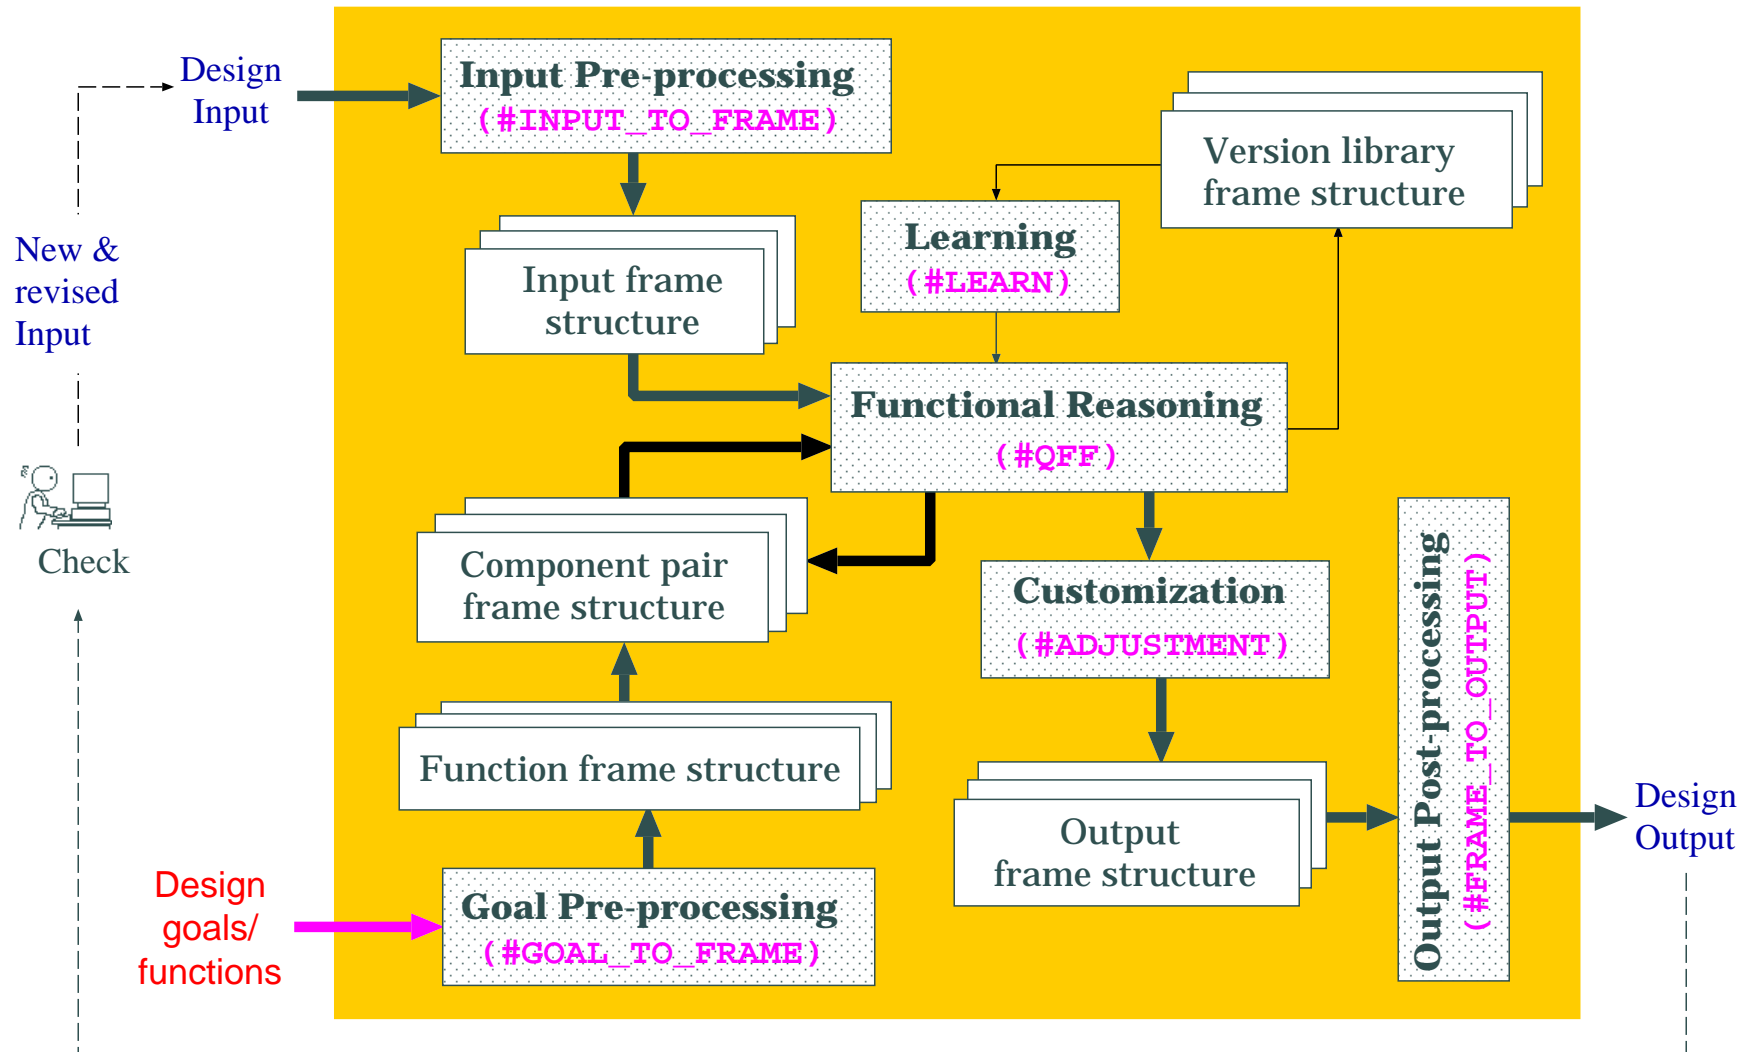 Design
Input
Input Pre-processing
(#INPUT_TO_FRAME)
Version library
frame structure
New &
revised
Input
Input frame
structure
Learning
(#LEARN)
Functional Reasoning
(#QFF)
Check
Component pair
frame structure
Customization
(#ADJUSTMENT)
Function frame structure
Output
frame structure
Output Post-processing
(#FRAME_TO_OUTPUT)
Design
Output
Design
goals/
functions
Goal Pre-processing
(#GOAL_TO_FRAME)